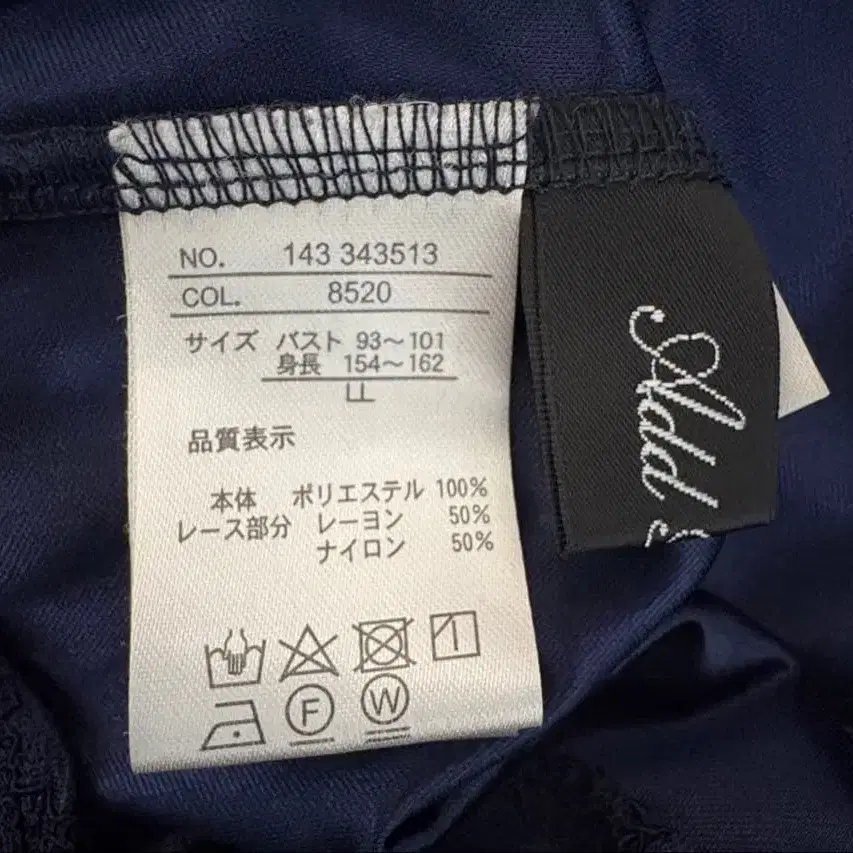 NO. 143 343513
COL. 8520
サイズ バスト 93〜101
身長 154〜162
LL
品質表示
本体 ポリエステル 100%
レース部分 レーヨン 50%
ナイロン 50%
F
W
Add